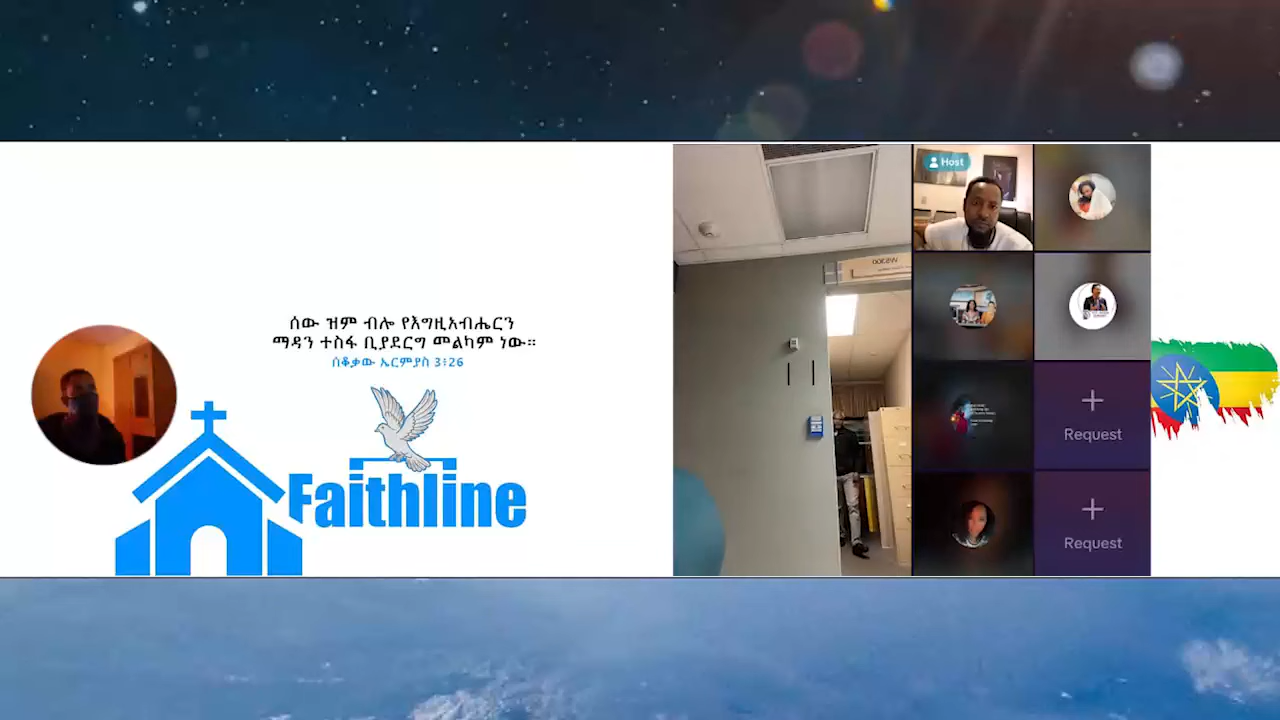 ሰው ዝም ብሎ የእግዚአብሔርን
ማዳን ተስፋ ቢያደርግ መልካም ነው።
ሰቆቃው ኤርምያስ 3፥26
Faithline
Host
Request
Request